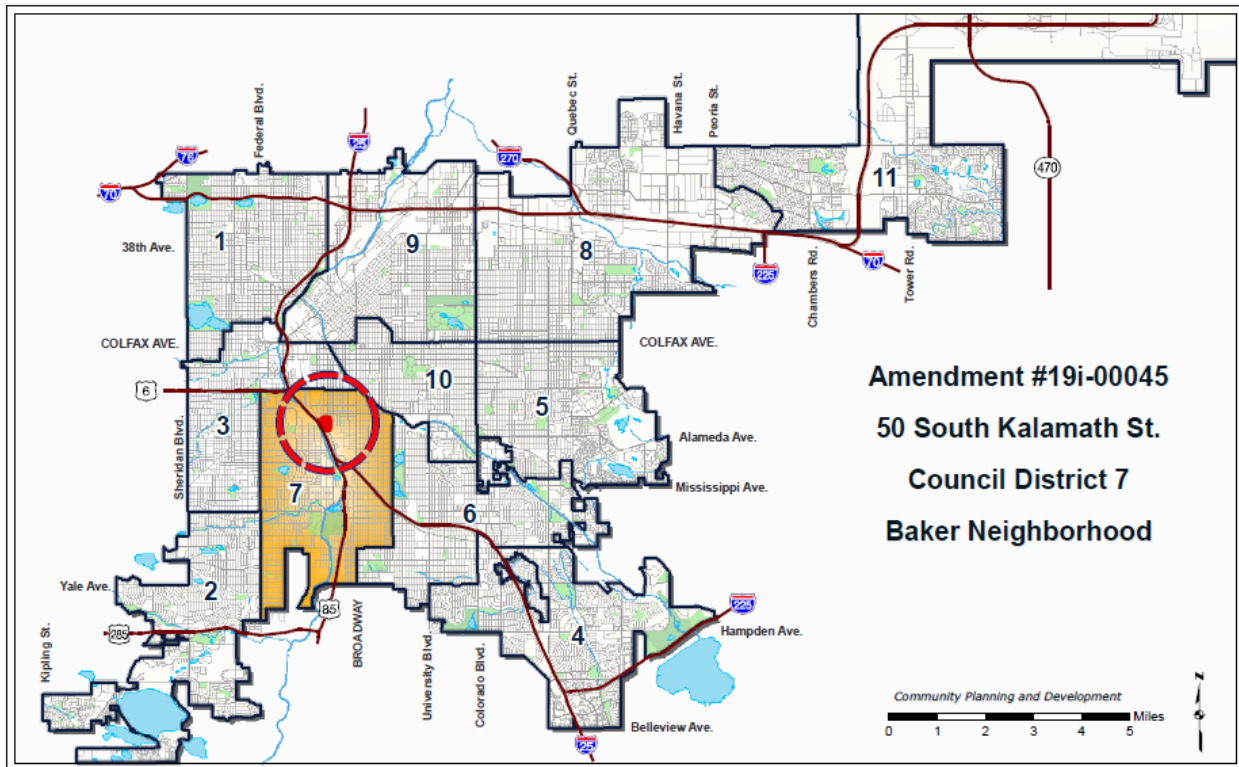 Federal Blvd.
25
Quebec St.
Havana St.
Peoria St.
76
270
70
470
11
1
9
38th Ave.
8
225
70
Chambers Rd.
Tower Rd.
COLFAX AVE.
COLFAX AVE.
6
10
5
3
Sheridan Blvd.
Alameda Ave.
7
Mississippi Ave.
6
Yale Ave.
2
85
225
285
BROADWAY
4
Hampden Ave.
Kipling St.
University Blvd.
Colorado Blvd.
Belleview Ave.
25
Amendment #19i-00045
50 South Kalamath St.
Council District 7
Baker Neighborhood
N
Community Planning and Development
Miles
0 1 2 3 4 5